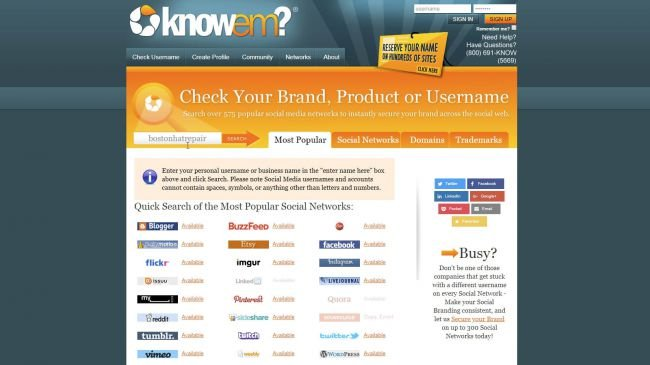 username
SIGN IN SIGN UP
Remember me?
Need Help?
Have Questions?
(800) 691-KNOW
(5669)
knowem?®
Check Username Create Profile Community Networks About
RESERVE YOUR NAME
ON HUNDREDS OF SITES
CLICK HERE
Check Your Brand, Product or Username
Search over 575 popular social media networks to instantly secure your brand across the social web.
bostonhatrepair SEARCH
Most Popular Social Networks Domains Trademarks
Enter your personal username or business name in the "enter name here" box
above and click Search. Please note Social Media usernames and accounts
cannot contain spaces, symbols, or anything other than letters and numbers.
Quick Search of the Most Popular Social Networks:
Blogger Available BuzzFeed Available Available
dailymotion Available Etsy Available facebook Available
flickr Available imgur Available Instagram Available
issuu Available LinkedIn Available LIVEJOURNAL Available
my Available Pinterest Available Quora Available
reddit Available slideshare Available SOUNDCLOUD
tumblr. Available twitch Available twitter Available
vimeo Available weebly Available WORDPRESS Available
Twitter Facebook
LinkedIn Google+
Pocket Email
Favorites
Busy?
Don't be one of those
companies that get stuck
with a different username
on every Social Network -
Make your Social
Branding consistent, and
let us Secure your Brand
on up to 300 Social
Networks today!